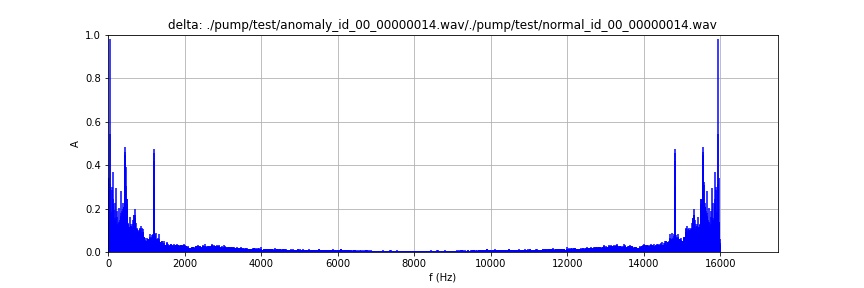 delta: ./pump/test/anomaly_id_00_00000014.wav/./pump/test/normal_id_00_00000014.wav
1.0
0.8
0.6
A
0.4
0.2
0.0
0 2000 4000 6000 8000 10000 12000 14000 16000
f (Hz)